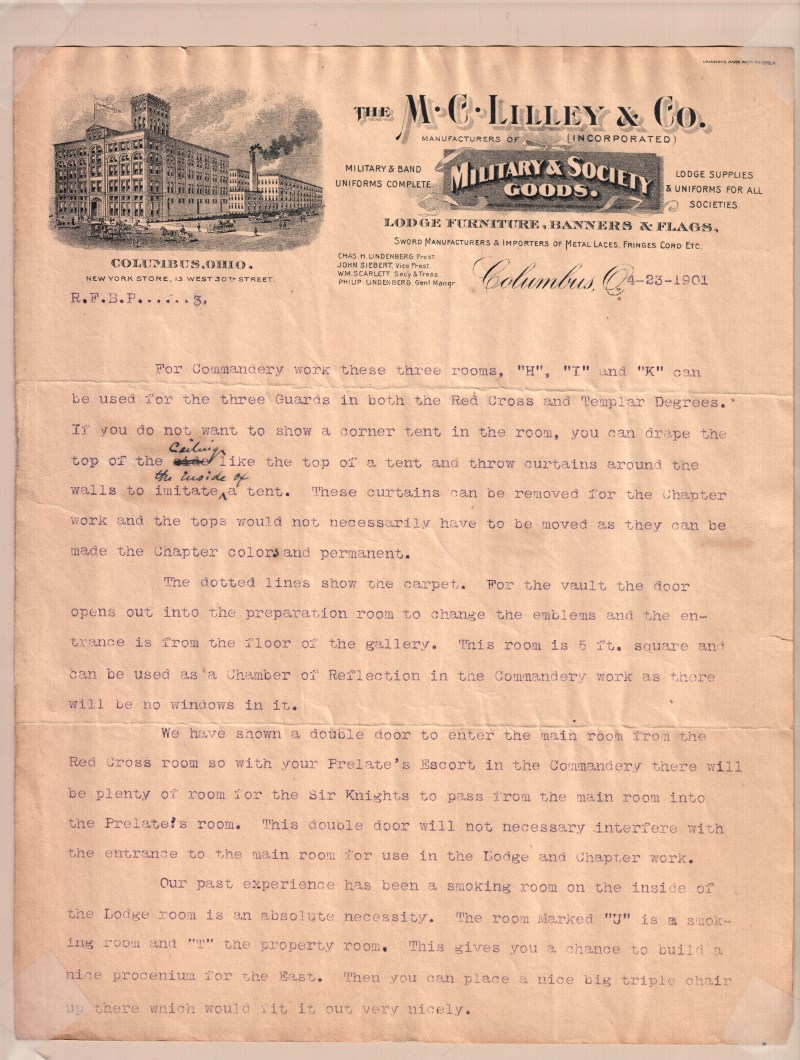 THE M·C·LILLEY & CO.
MANUFACTURERS OF (INCORPORATED)
MILITARY & BAND
UNIFORMS COMPLETE
MILITARY & SOCIETY
GOODS.
LODGE SUPPLIES
& UNIFORMS FOR ALL
SOCIETIES.
LODGE FURNITURE, BANNERS & FLAGS,
SWORD MANUFACTURERS & IMPORTERS OF METAL LACES, FRINGES CORD ETC.
COLUMBUS, OHIO.
NEW YORK STORE, 13 WEST 30TH STREET.
CHAS. H. LINDENBERG, Prest.
JOHN SIEBERT, Vice Prest.
WM. SCARLETT, Sec'y & Treas.
PHILIP LINDENBERG, Genl Mangr.
Columbus, O. 4-23-1901
R.F.B.P......3.
For Commandery work these three rooms, "H", "I" and "K" can
be used for the three Guards in both the Red Cross and Templar Degrees.
If you do not want to show a corner tent in the room, you can drape the
Ceiling
top of the like the top of a tent and throw curtains around the
the inside of
walls to imitate a tent. These curtains can be removed for the Chapter
work and the tops would not necessarily have to be moved as they can be
made the Chapter colors and permanent.
The dotted lines show the carpet. For the vault the door
opens out into the preparation room to change the emblems and the en-
trance is from the floor of the gallery. This room is 5 ft. square and
can be used as a Chamber of Reflection in the Commandery work as there
will be no windows in it.
We have shown a double door to enter the main room from the
Red Cross room so with your Prelate's Escort in the Commandery there will
be plenty of room for the Sir Knights to pass from the main room into
the Prelate's room. This double door will not necessary interfere with
the entrance to the main room for use in the Lodge and Chapter work.
Our past experience has been a smoking room on the inside of
the Lodge room is an absolute necessity. The room Marked "J" is a smok-
ing room and "T" the property room. This gives you a chance to build a
nice procenium for the East. Then you can place a nice big triple chair
up there which would fit it out very nicely.